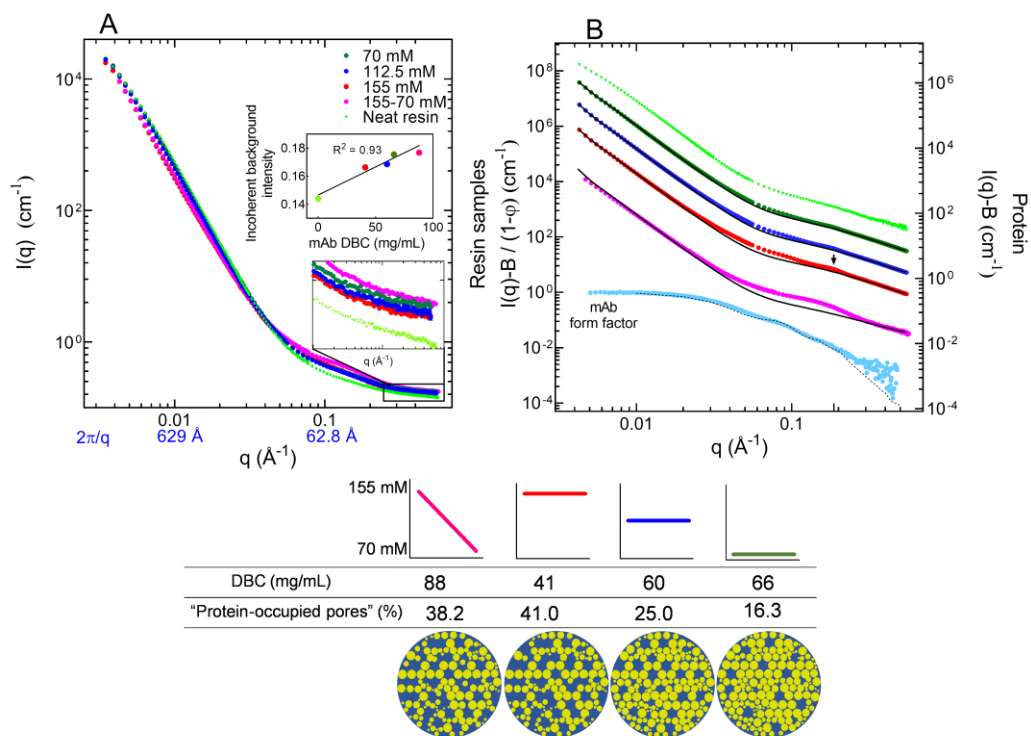 A
70 mM
112.5 mM
155 mM
155-70 mM
Neat resin
I(q) (cm⁻¹)
10⁴
10²
10⁰
Incoherent background
intensity
0.18
0.16
0.14
R² = 0.93
0
50
100
mAb DBC (mg/mL)
q (Å⁻¹)
0.01
0.1
2π/q
629 Å
62.8 Å
q (Å⁻¹)
B
Resin samples
I(q)-B / (1-φ) (cm⁻¹)
10⁸
10⁶
10⁴
10²
10⁰
10⁻²
10⁻⁴
mAb
form factor
10⁶
10⁴
10²
10⁰
10⁻²
10⁻⁴
Protein
I(q)-B (cm⁻¹)
0.01
0.1
q (Å⁻¹)
155 mM
70 mM
DBC (mg/mL) 88 41 60 66
"Protein-occupied pores" (%) 38.2 41.0 25.0 16.3